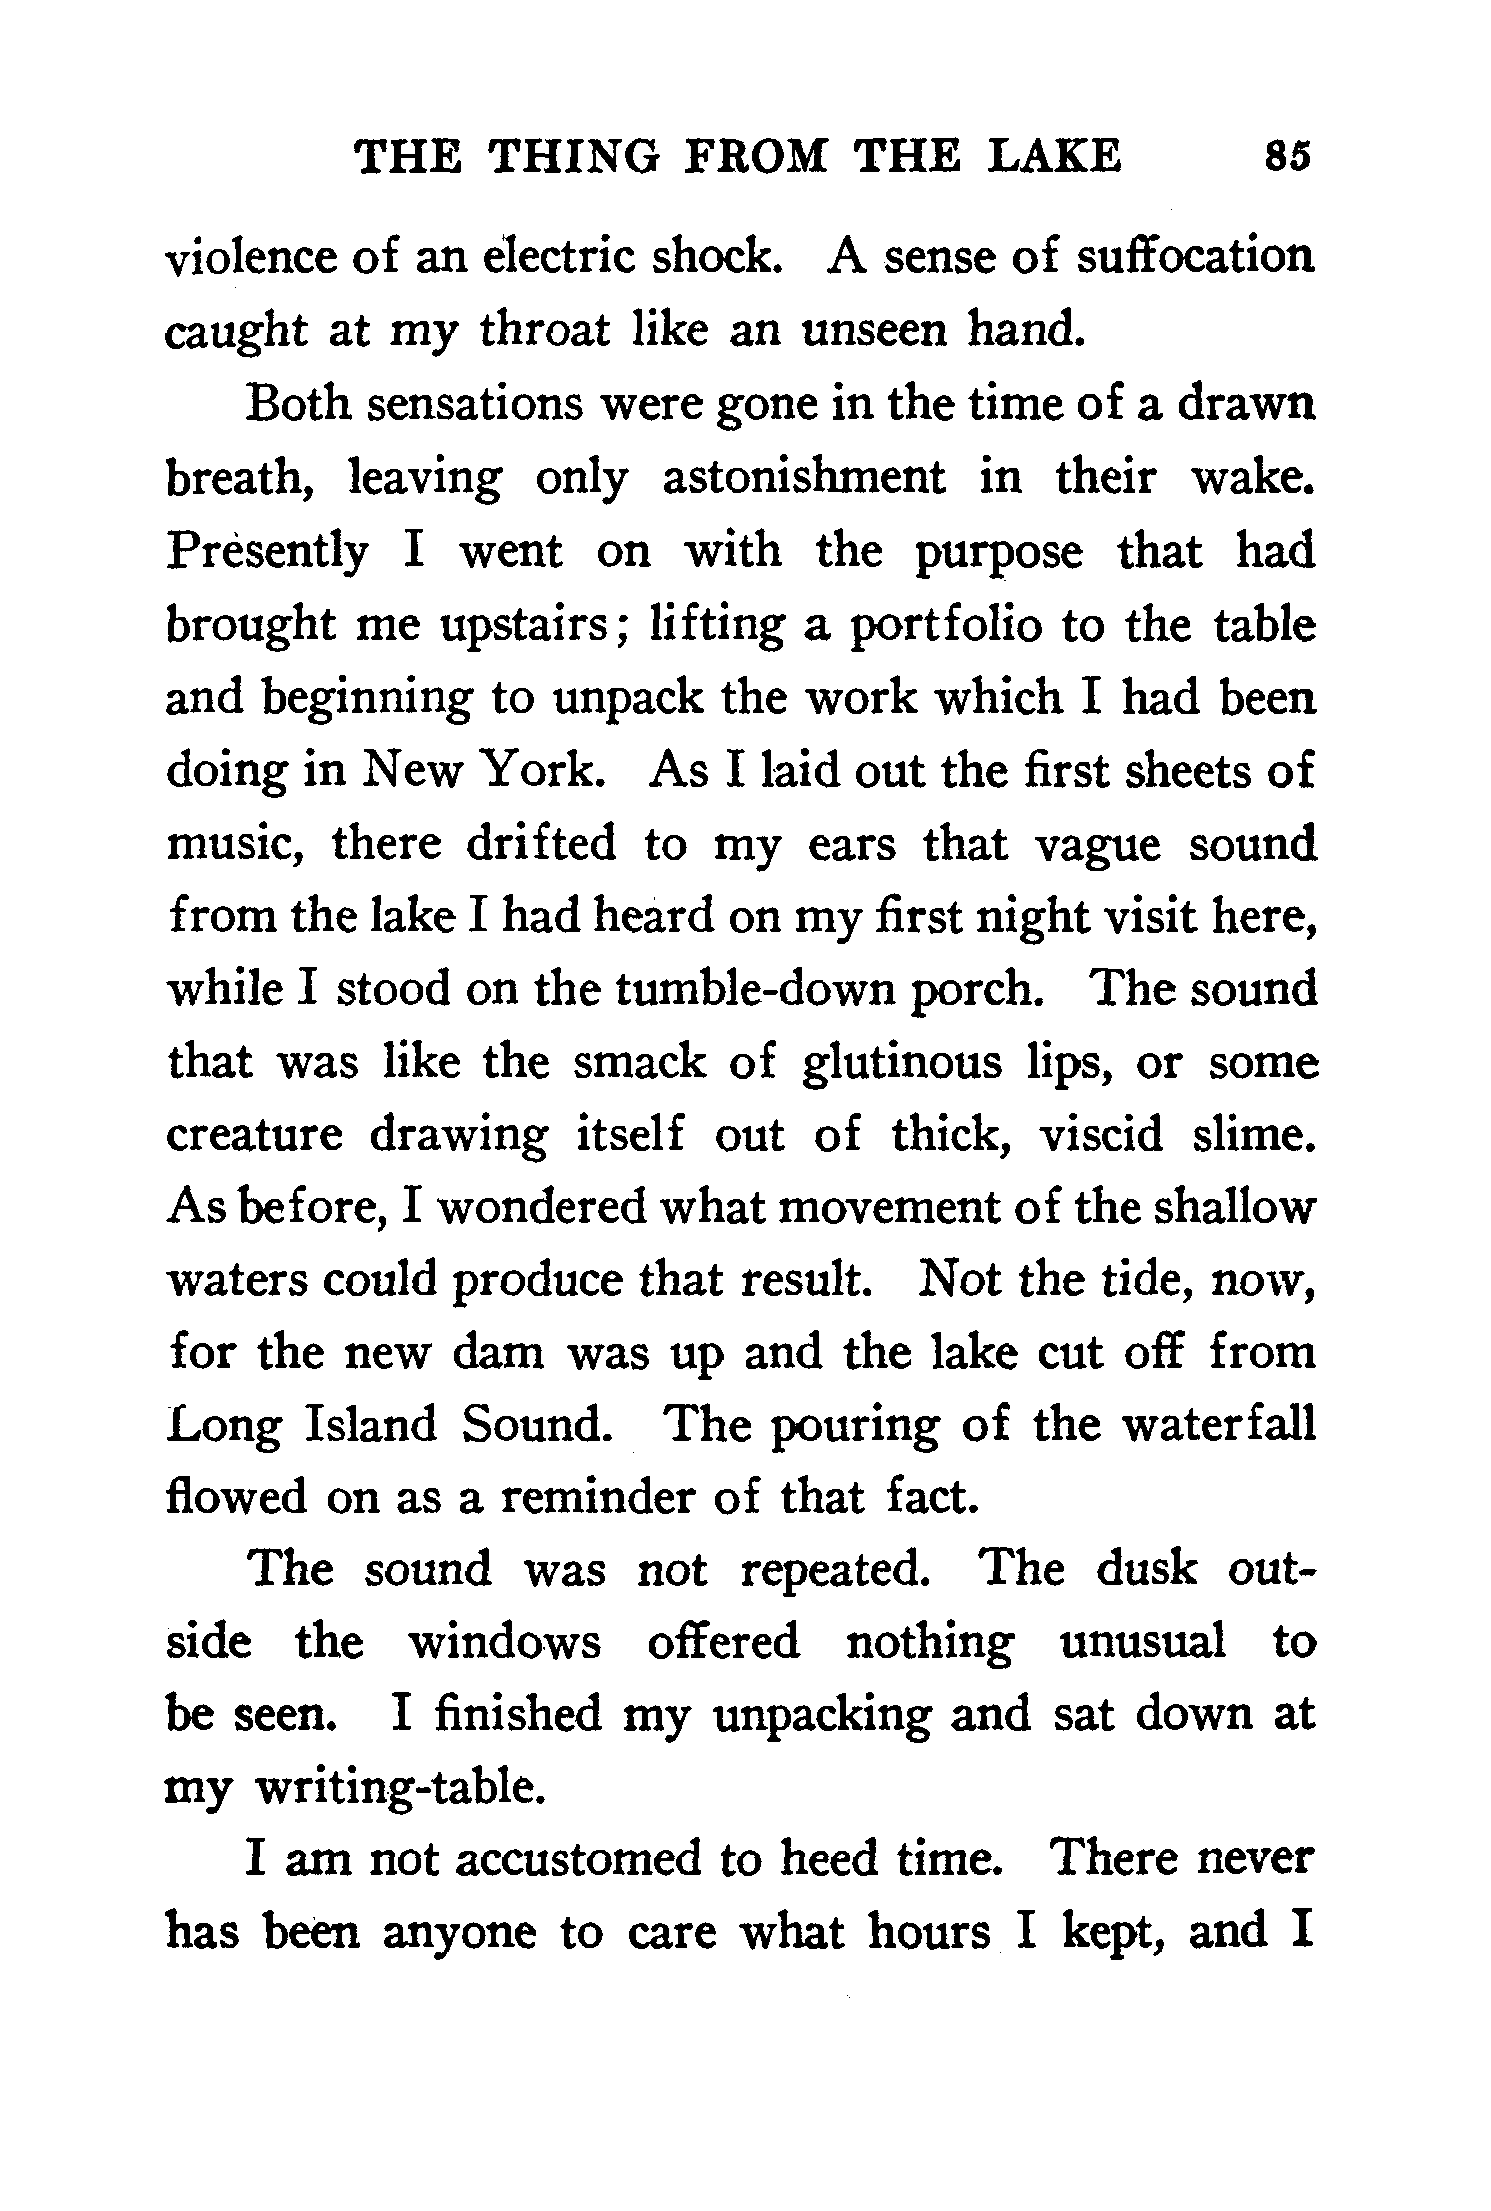 THE THING FROM THE LAKE 85
violence of an electric shock. A sense of suffocation
caught at my throat like an unseen hand.
Both sensations were gone in the time of a drawn
breath, leaving only astonishment in their wake.
Presently I went on with the purpose that had
brought me upstairs; lifting a portfolio to the table
and beginning to unpack the work which I had been
doing in New York. As I laid out the first sheets of
music, there drifted to my ears that vague sound
from the lake I had heard on my first night visit here,
while I stood on the tumble-down porch. The sound
that was like the smack of glutinous lips, or some
creature drawing itself out of thick, viscid slime.
As before, I wondered what movement of the shallow
waters could produce that result. Not the tide, now,
for the new dam was up and the lake cut off from
Long Island Sound. The pouring of the waterfall
flowed on as a reminder of that fact.
The sound was not repeated. The dusk out-
side the windows offered nothing unusual to
be seen. I finished my unpacking and sat down at
my writing-table.
I am not accustomed to heed time. There never
has been anyone to care what hours I kept, and I